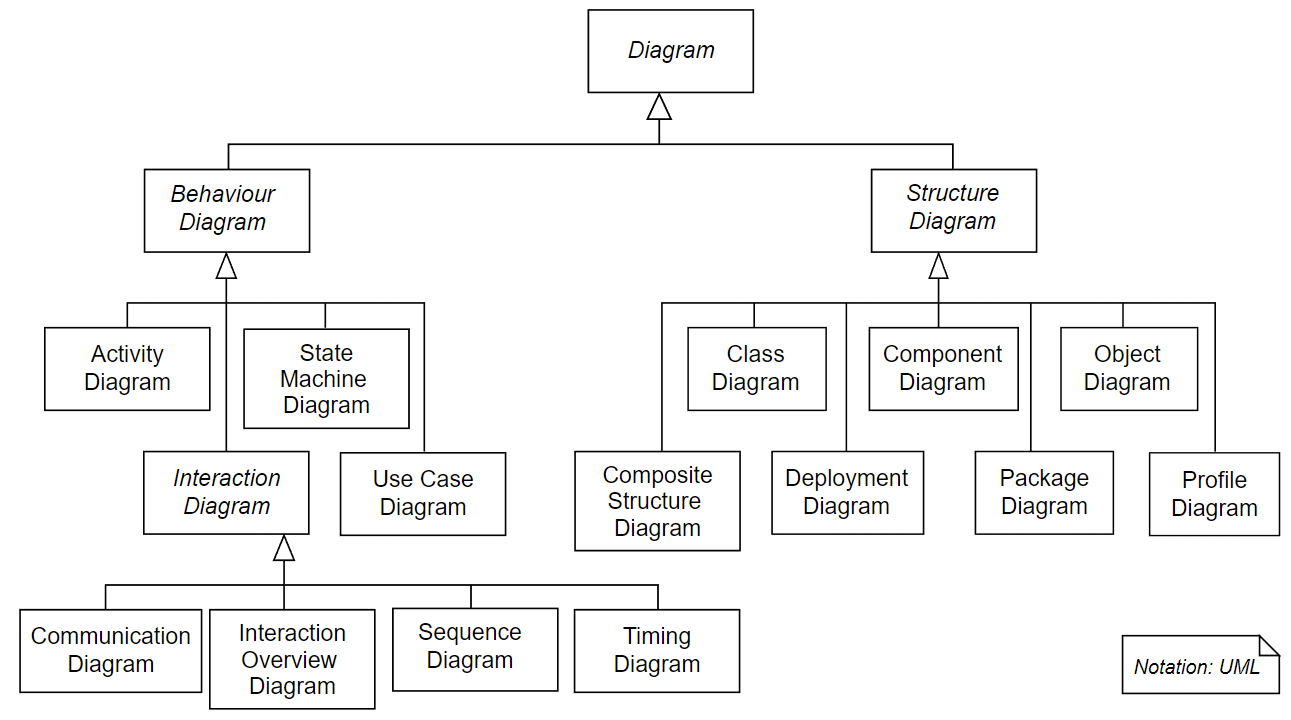 Diagram
Behaviour
Diagram
Structure
Diagram
Activity
Diagram
State
Machine
Diagram
Class
Diagram
Component
Diagram
Object
Diagram
Interaction
Diagram
Use Case
Diagram
Composite
Structure
Diagram
Deployment
Diagram
Package
Diagram
Profile
Diagram
Communication
Diagram
Interaction
Overview
Diagram
Sequence
Diagram
Timing
Diagram
Notation: UML